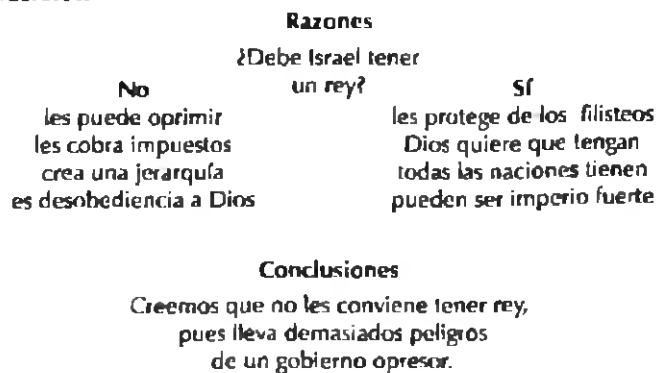 Razones
¿Debe Israel tener
un rey?
No
les puede oprimir
les cobra impuestos
crea una jerarquía
es desobediencia a Dios
Sí
les protege de los filisteos
Dios quiere que tengan
todas las naciones tienen
pueden ser imperio fuerte
Conclusiones
Creemos que no les conviene tener rey,
pues lleva demasiados peligros
de un gobierno opresor.